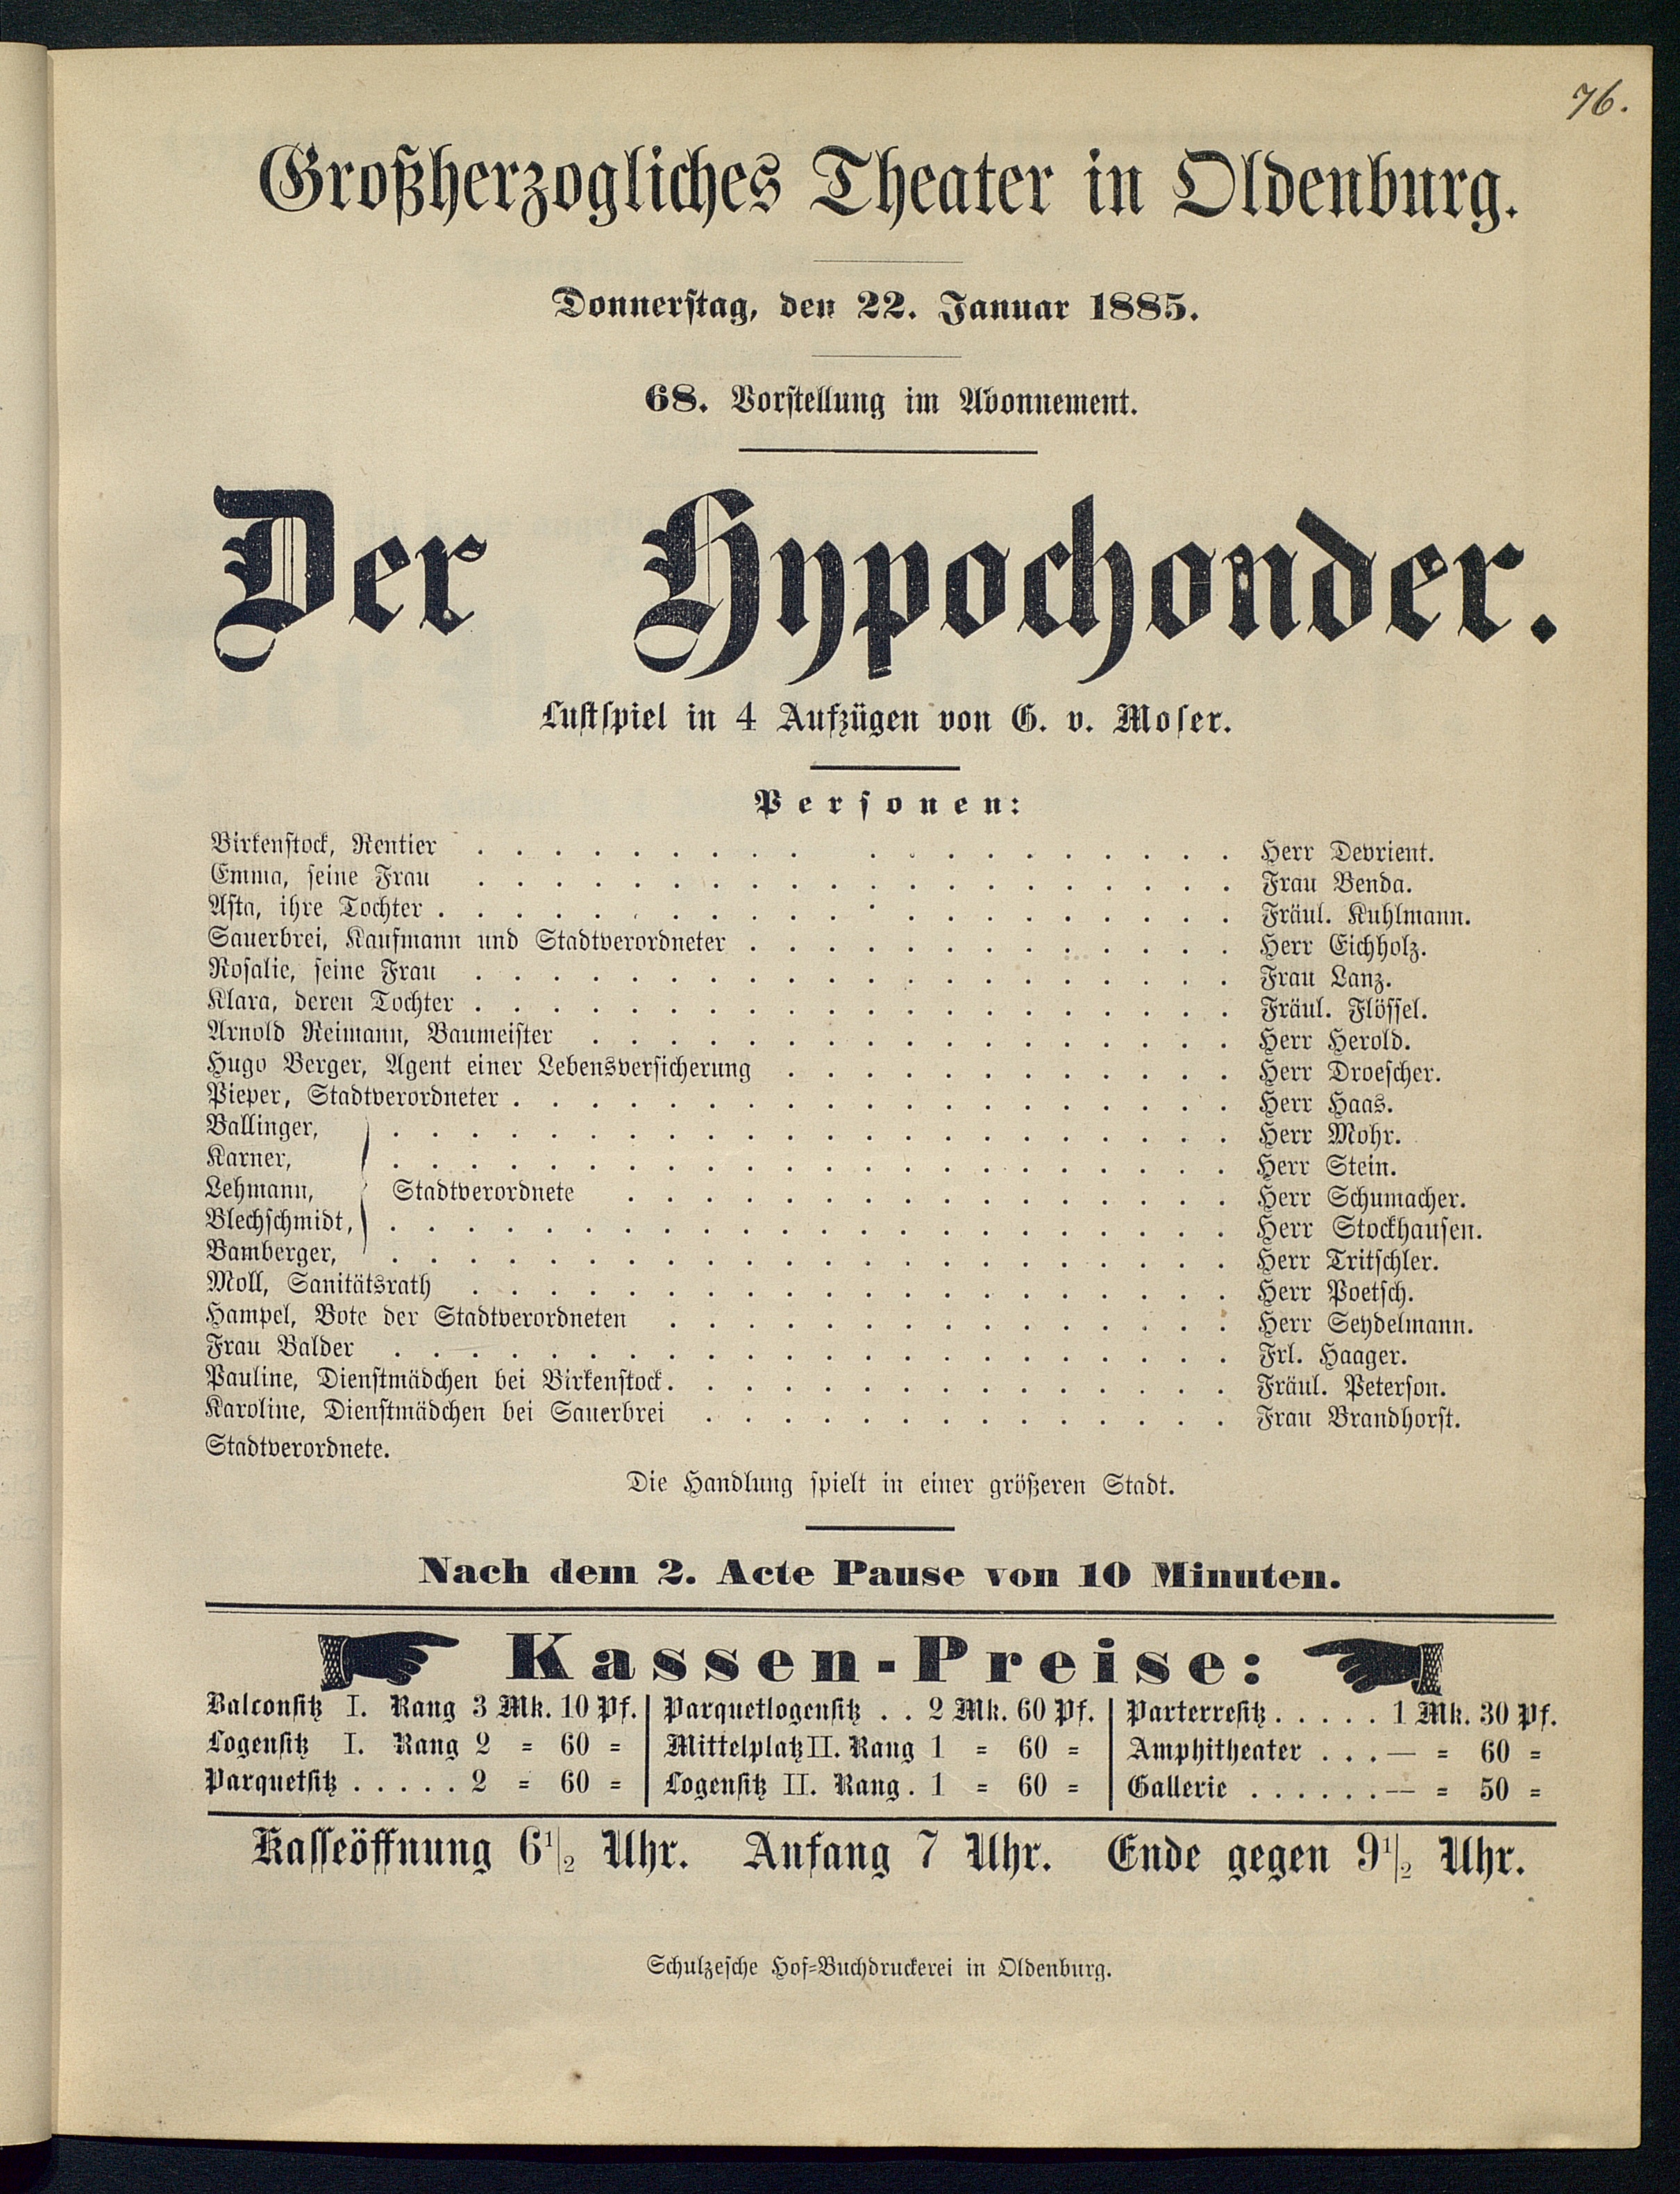 76.
Großherzogliches Theater in Oldenburg.
Donnerstag, den 22. Januar 1885.
68. Vorstellung im Abonnement.
Der Hypochonder.
Lustspiel in 4 Aufzügen von G. v. Moser.
Personen:
Birkenstock, Rentier . . . . . . . . . . . . . . . . . . . Herr Devrient.
Emma, seine Frau . . . . . . . . . . . . . . . . . . . . Frau Benda.
Asta, ihre Tochter . . . . . . . . . . . . . . . . . . . . Fräul. Kuhlmann.
Sauerbrei, Kaufmann und Stadtverordneter . . . . . . . . . . . . . Herr Eichholz.
Rosalie, seine Frau . . . . . . . . . . . . . . . . . . . . Frau Lanz.
Klara, deren Tochter . . . . . . . . . . . . . . . . . . . . Fräul. Flössel.
Arnold Reimann, Baumeister . . . . . . . . . . . . . . . . . Herr Herold.
Hugo Berger, Agent einer Lebensversicherung . . . . . . . . . . . . Herr Droescher.
Pieper, Stadtverordneter . . . . . . . . . . . . . . . . . . . Herr Haas.
Ballinger, . . . . . . . . . . . . . . . . . . . . . . Herr Mohr.
Karner, . . . . . . . . . . . . . . . . . . . . . . Herr Stein.
Lehmann, Stadtverordnete . . . . . . . . . . . . . . . . Herr Schumacher.
Blechschmidt, . . . . . . . . . . . . . . . . . . . . . . Herr Stockhausen.
Bamberger, . . . . . . . . . . . . . . . . . . . . . . Herr Tritschler.
Moll, Sanitätsrath . . . . . . . . . . . . . . . . . . . . Herr Poetsch.
Hampel, Bote der Stadtverordneten . . . . . . . . . . . . . . . Herr Seydelmann.
Frau Balder . . . . . . . . . . . . . . . . . . . . . . Frl. Haager.
Pauline, Dienstmädchen bei Birkenstock. . . . . . . . . . . . . . . Fräul. Peterson.
Karoline, Dienstmädchen bei Sauerbrei . . . . . . . . . . . . . . Frau Brandhorst.
Stadtverordnete.
Die Handlung spielt in einer größeren Stadt.
Nach dem 2. Acte Pause von 10 Minuten.
Kassen-Preise:
Balconsitz I. Rang 3 Mk. 10 Pf. | Parquetlogensitz . . 2 Mk. 60 Pf. | Parterresitz . . . . . 1 Mk. 30 Pf.
Logensitz I. Rang 2 = 60 = | Mittelplatz II. Rang 1 = 60 = | Amphitheater . . . — = 60 =
Parquetsitz . . . . . 2 = 60 = | Logensitz II. Rang . 1 = 60 = | Gallerie . . . . . . — = 50 =
Kasseöffnung 6 1/2 Uhr. Anfang 7 Uhr. Ende gegen 9 1/2 Uhr.
Schulzesche Hof=Buchdruckerei in Oldenburg.